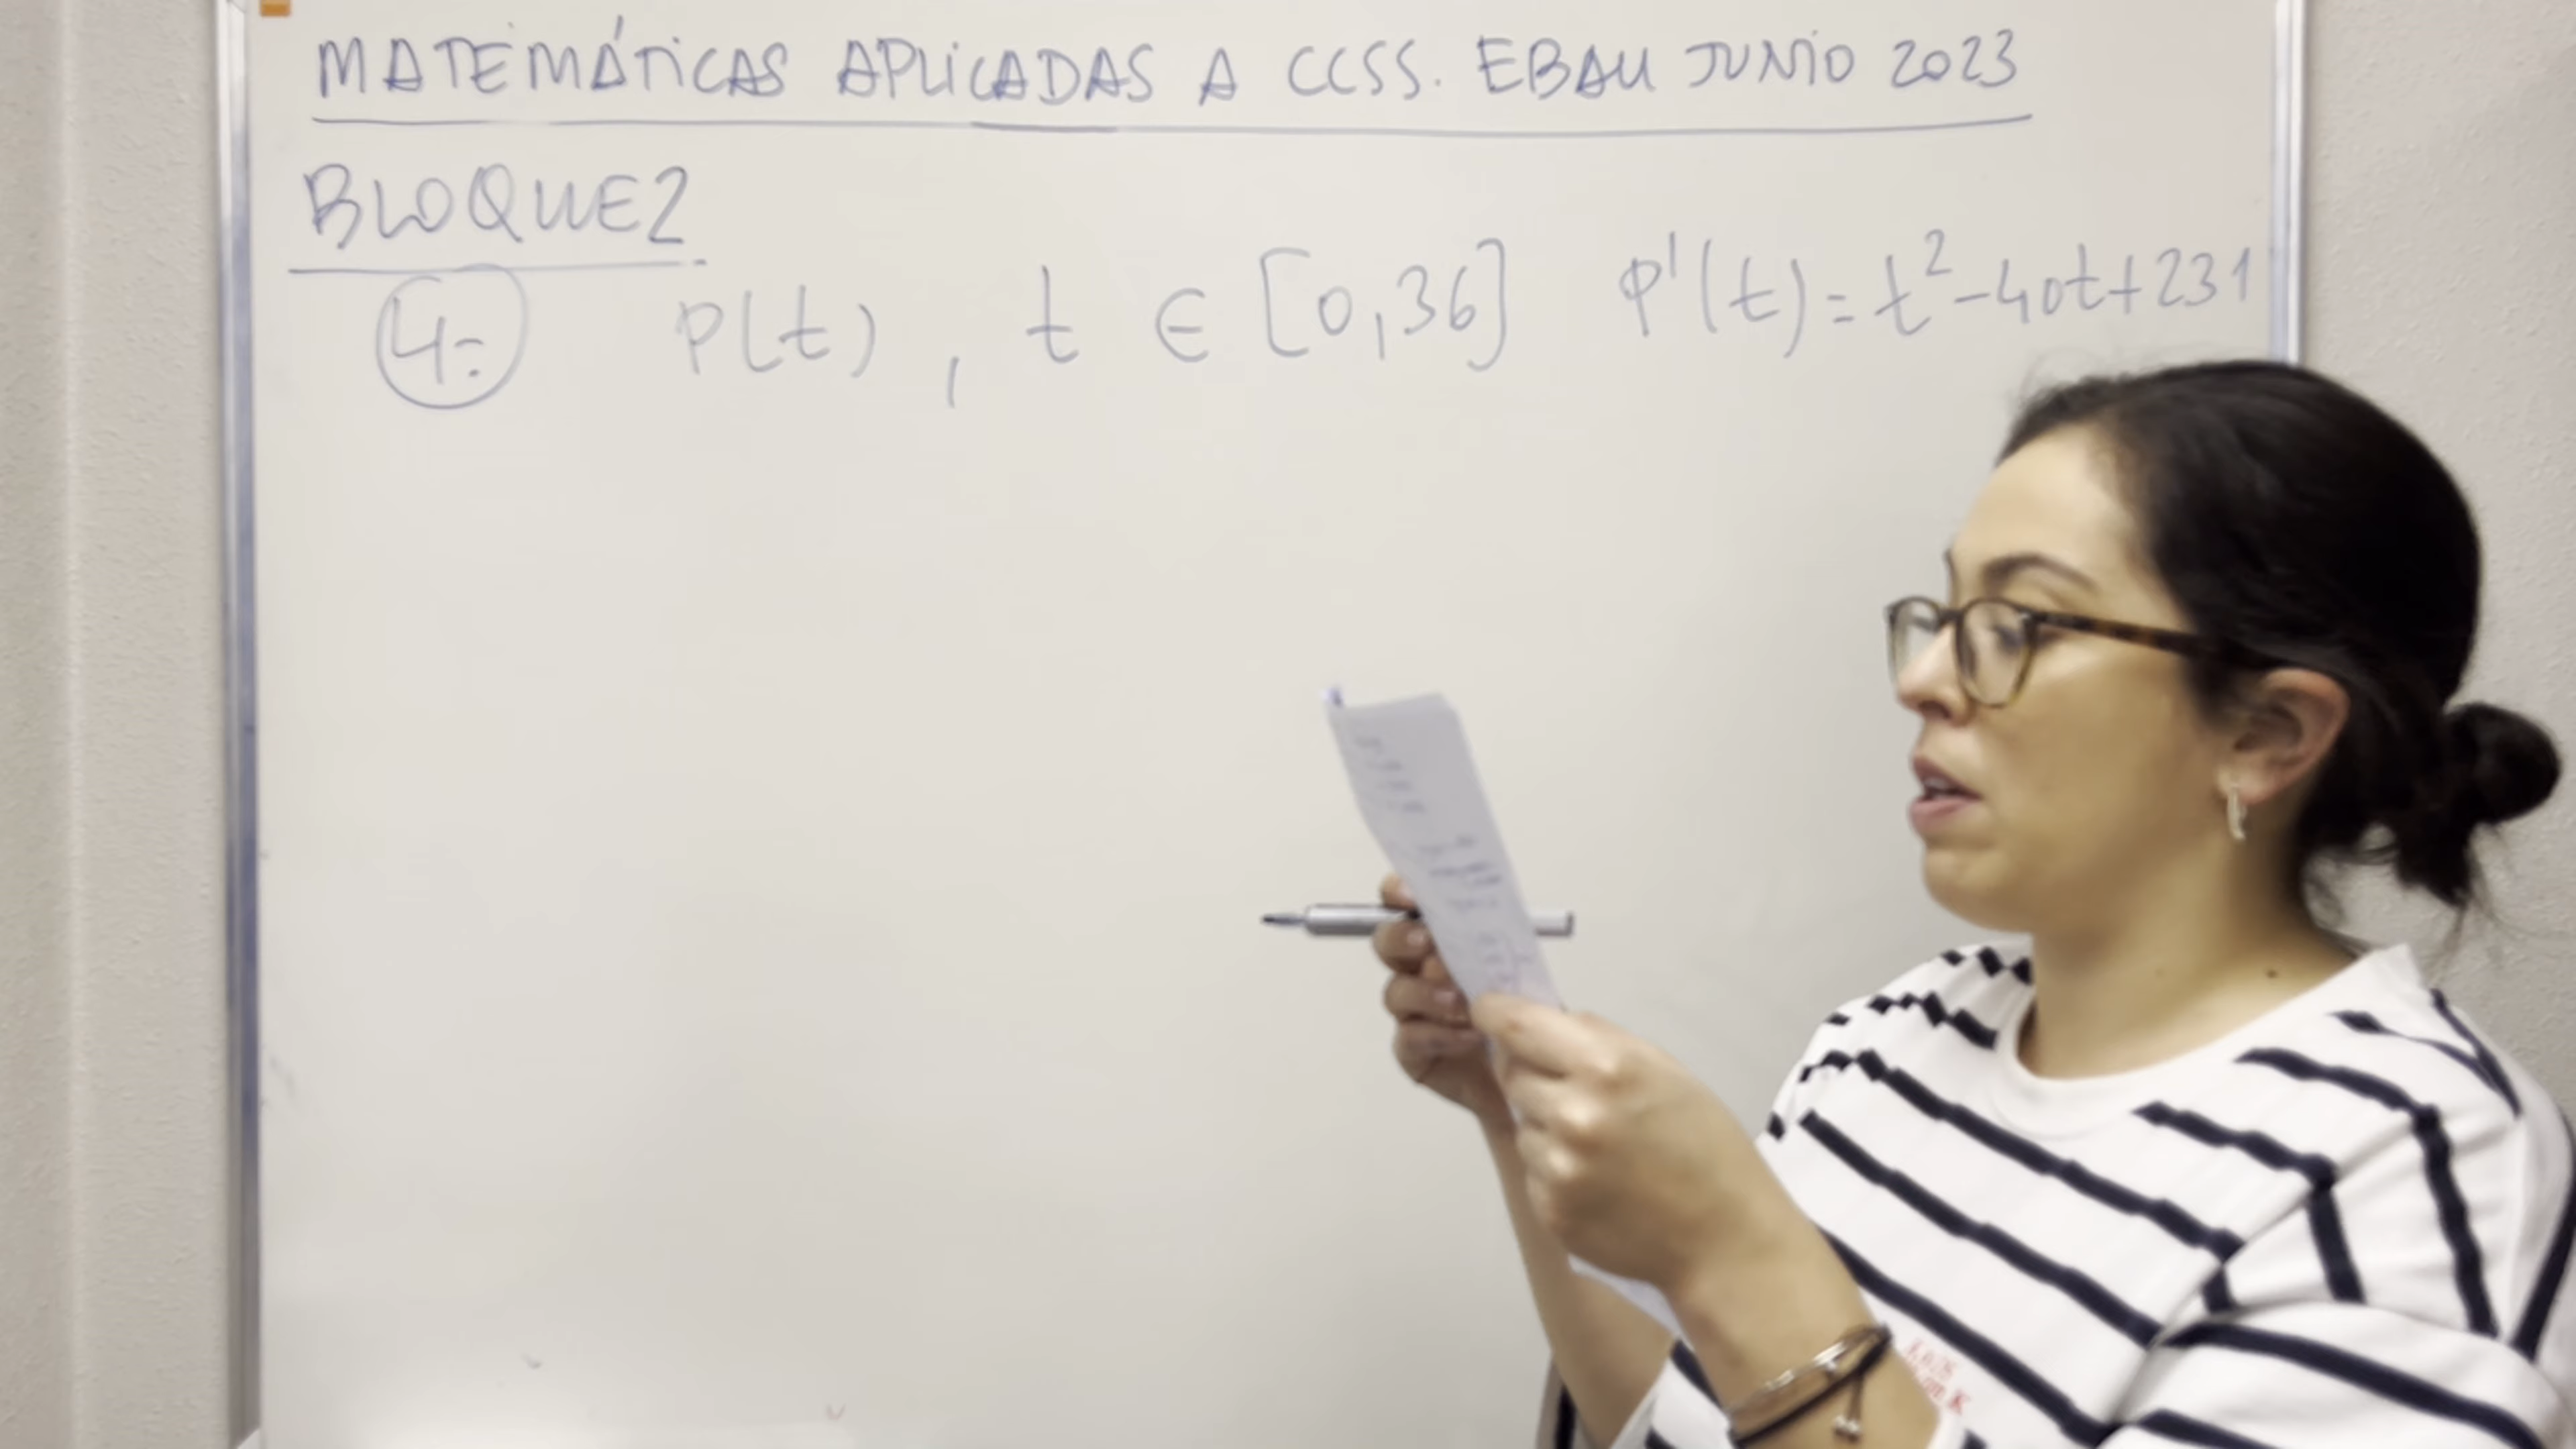 MATEMÁTICAS APLICADAS A CCSS. EBAU JUNIO 2023
BLOQUE 2
4.- P(t), t ∈ [0,36] P'(t) = t²-40t+231